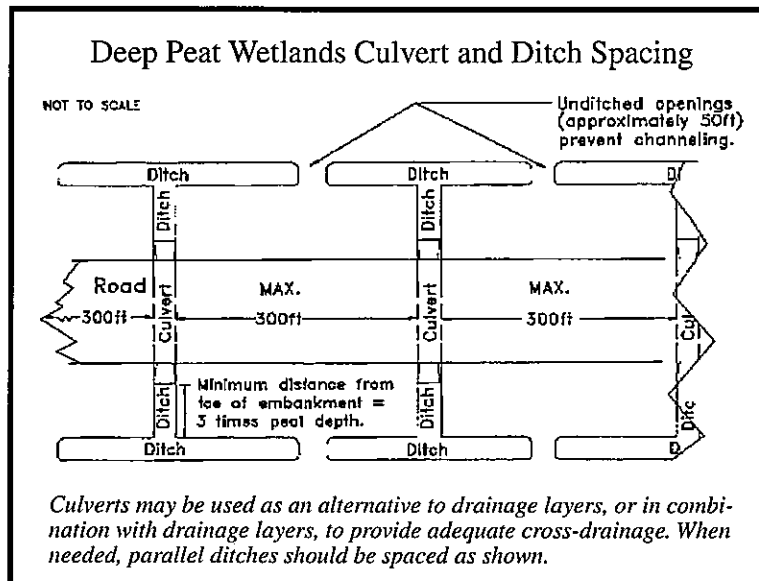 Deep Peat Wetlands Culvert and Ditch Spacing
NOT TO SCALE
Unditched openings
(approximately 50ft)
prevent channeling.
Ditch
Ditch
Di
Ditch
Ditch
Road
MAX.
MAX.
300ft
300ft
300ft
Culvert
Culvert
Cul
Minimum distance from
toe of embankment =
3 times peat depth.
Ditch
Ditch
Ditc
Ditch
Ditch
D
Culverts may be used as an alternative to drainage layers, or in combi-
nation with drainage layers, to provide adequate cross-drainage. When
needed, parallel ditches should be spaced as shown.